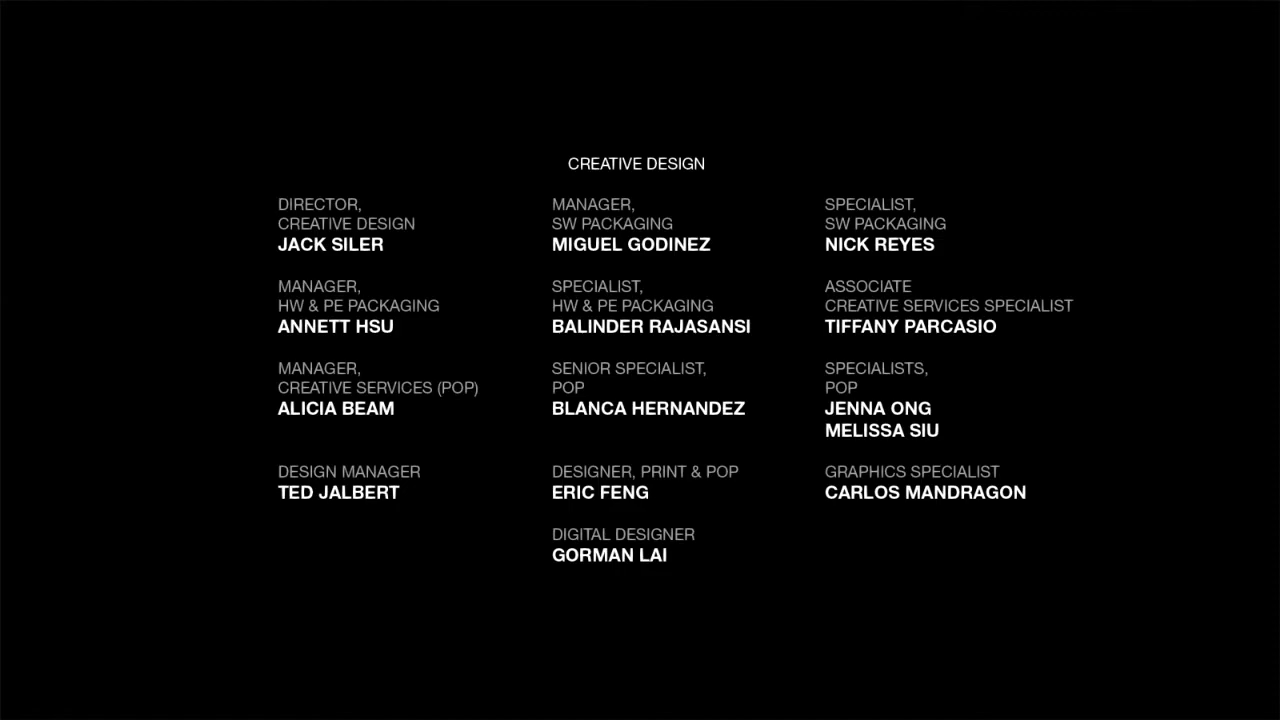 CREATIVE DESIGN
DIRECTOR,
CREATIVE DESIGN
JACK SILER
MANAGER,
SW PACKAGING
MIGUEL GODINEZ
SPECIALIST,
SW PACKAGING
NICK REYES
MANAGER,
HW & PE PACKAGING
ANNETT HSU
SPECIALIST,
HW & PE PACKAGING
BALINDER RAJASANSI
ASSOCIATE
CREATIVE SERVICES SPECIALIST
TIFFANY PARCASIO
MANAGER,
CREATIVE SERVICES (POP)
ALICIA BEAM
SENIOR SPECIALIST,
POP
BLANCA HERNANDEZ
SPECIALISTS,
POP
JENNA ONG
MELISSA SIU
DESIGN MANAGER
TED JALBERT
DESIGNER, PRINT & POP
ERIC FENG
GRAPHICS SPECIALIST
CARLOS MANDRAGON
DIGITAL DESIGNER
GORMAN LAI